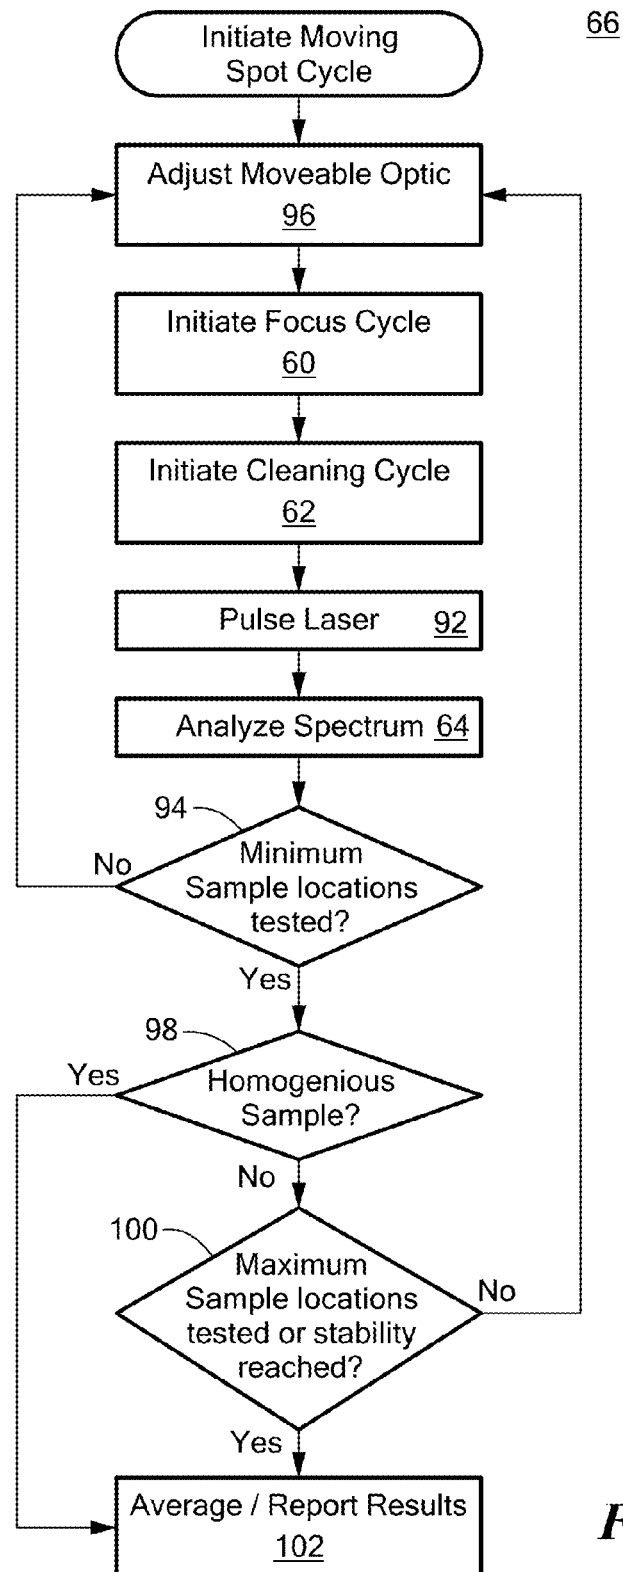 Initiate Moving
Spot Cycle
66
Adjust Moveable Optic
96
Initiate Focus Cycle
60
Initiate Cleaning Cycle
62
Pulse Laser 92
Analyze Spectrum 64
94
No
Minimum
Sample locations
tested?
Yes
98
Yes
Homogenious
Sample?
No
100
Maximum
Sample locations
tested or stability
reached?
No
Yes
Average / Report Results
102
F